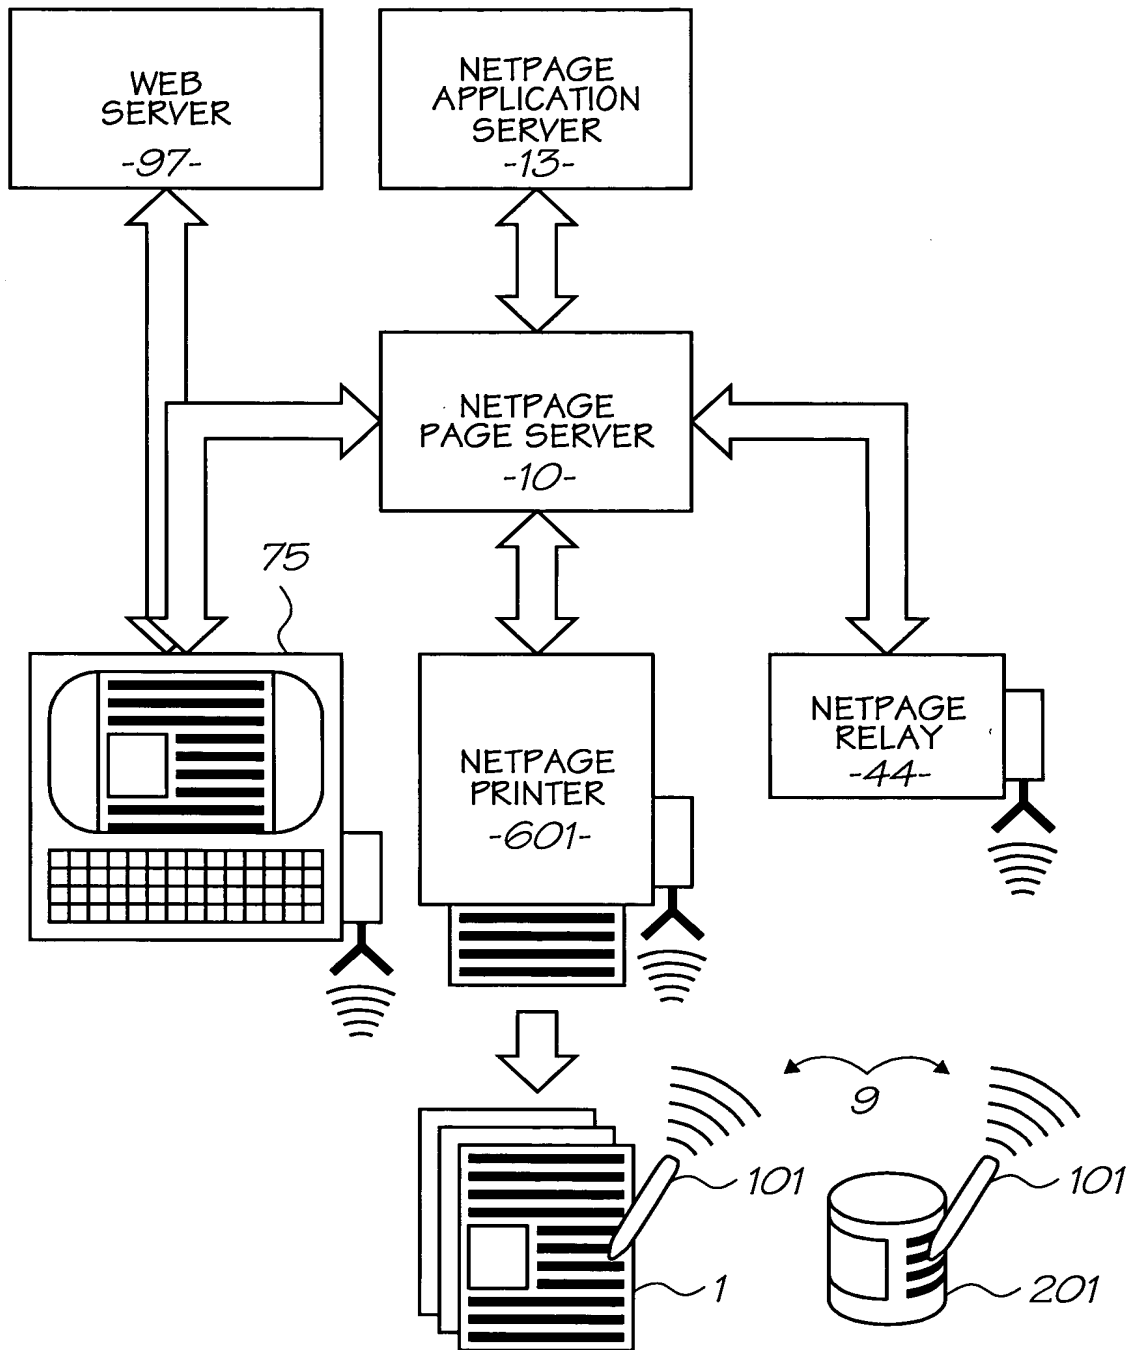 WEB
SERVER
-97-
NETPAGE
APPLICATION
SERVER
-13-
NETPAGE
PAGE SERVER
-10-
75
NETPAGE
PRINTER
-601-
NETPAGE
RELAY
-44-
9
101
101
1
201